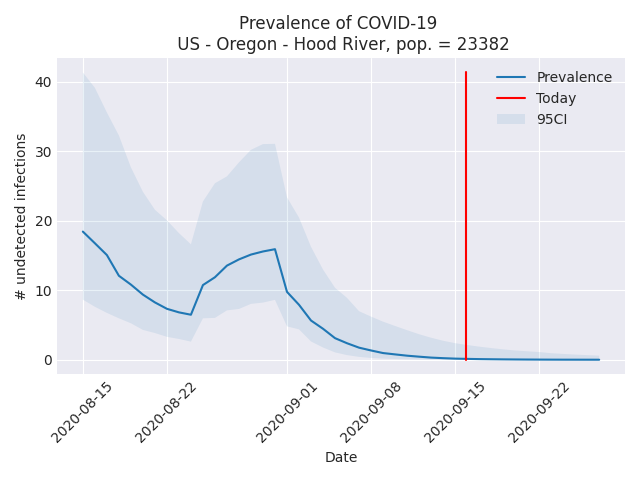 Prevalence of COVID-19
US - Oregon - Hood River, pop. = 23382
Prevalence
Today
95CI
# undetected infections
40
30
20
10
0
2020-08-15
2020-08-22
2020-09-01
2020-09-08
2020-09-15
2020-09-22
Date